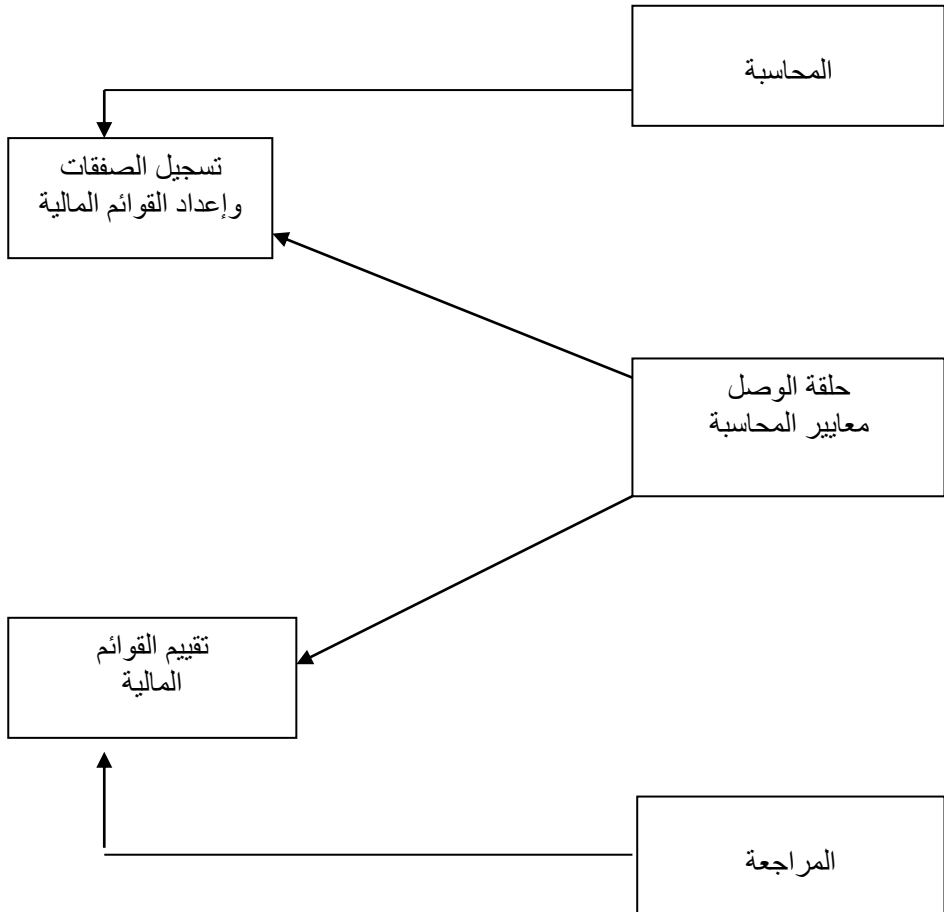 المحاسبة
تسجيل الصفقات
وإعداد القوائم المالية
حلقة الوصل
معايير المحاسبة
تقييم القوائم
المالية
المراجعة